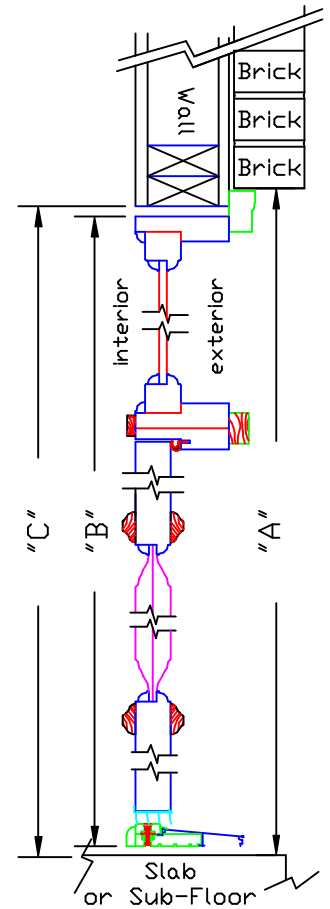 Brick
Wall
Brick
Brick
interior
exterior
"C"
"B"
"A"
Slab
or Sub-Floor